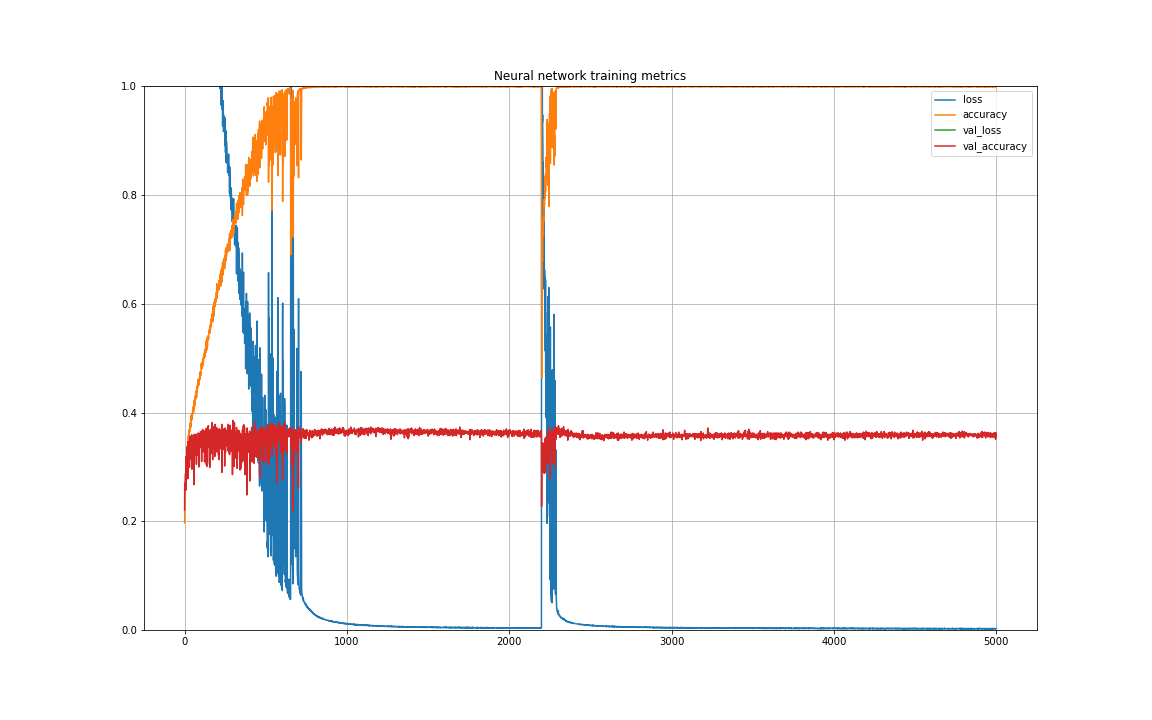 Neural network training metrics
1.0
0.8
0.6
0.4
0.2
0.0
0 1000 2000 3000 4000 5000
loss
accuracy
val_loss
val_accuracy